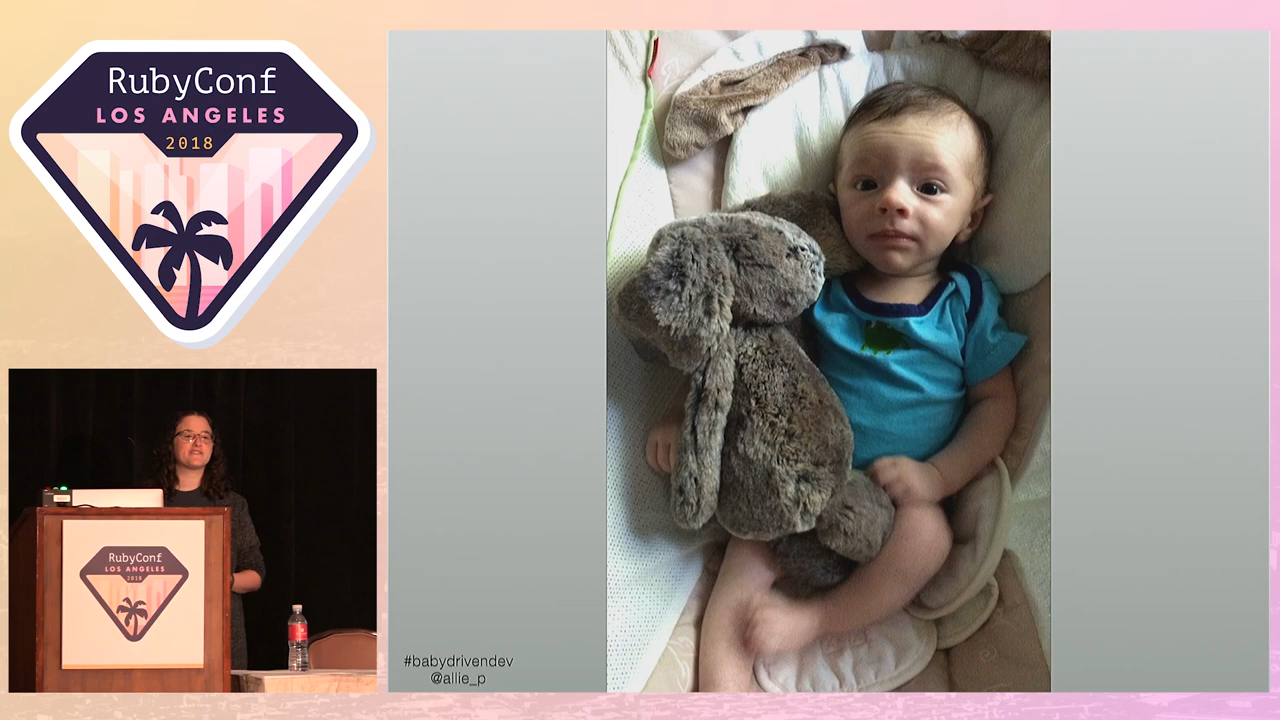 RubyConf
LOS ANGELES
2018
RubyConf
LOS ANGELES
2018
#babydrivendev
@allie_p